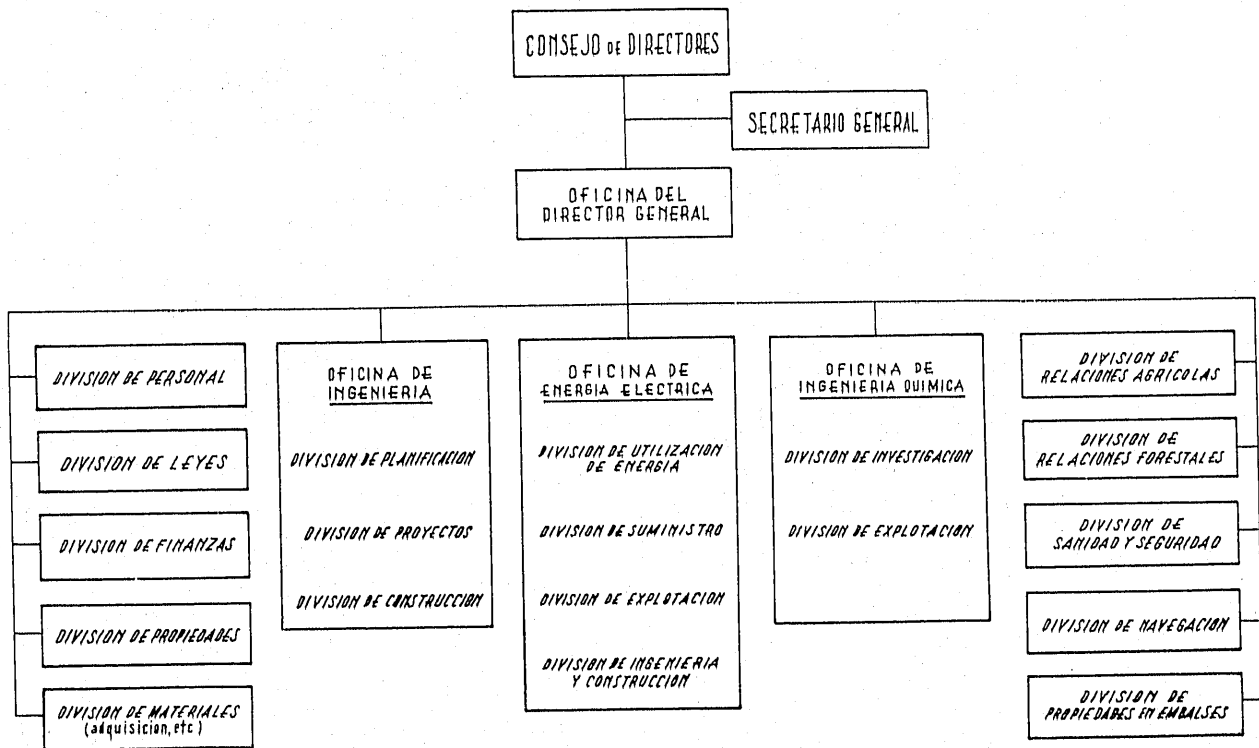 CONSEJO DE DIRECTORES
SECRETARIO GENERAL
OFICINA DEL
DIRECTOR GENERAL
DIVISION DE PERSONAL
DIVISION DE LEYES
DIVISION DE FINANZAS
DIVISION DE PROPIEDADES
DIVISION DE MATERIALES
(adquisicion, etc)
OFICINA DE
INGENIERIA
DIVISION DE PLANIFICACION
DIVISION DE PROYECTOS
DIVISION DE CONSTRUCCION
OFICINA DE
ENERGIA ELECTRICA
DIVISION DE UTILIZACION
DE ENERGIA
DIVISION DE SUMINISTRO
DIVISION DE EXPLOTACION
DIVISION DE INGENIERIA
Y CONSTRUCCION
OFICINA DE
INGENIERIA QUIMICA
DIVISION DE INVESTIGACION
DIVISION DE EXPLOTACION
DIVISION DE
RELACIONES AGRICOLAS
DIVISION DE
RELACIONES FORESTALES
DIVISION DE
SANIDAD Y SEGURIDAD
DIVISION DE NAVEGACION
DIVISION DE
PROPIEDADES EN EMBALSES